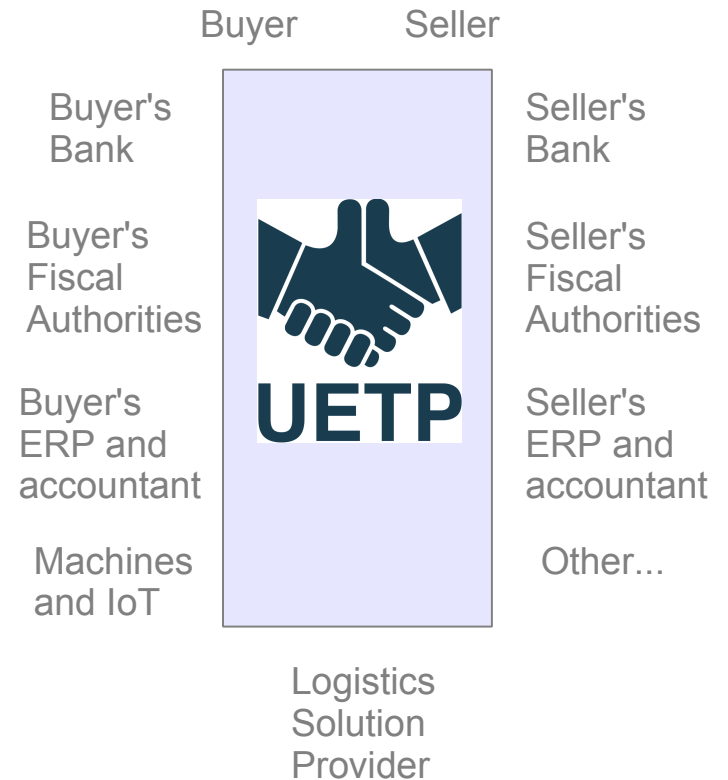 Buyer Seller
Buyer's
Bank
Seller's
Bank
Buyer's
Fiscal
Authorities
Seller's
Fiscal
Authorities
UETP
Buyer's
ERP and
accountant
Seller's
ERP and
accountant
Machines
and IoT
Other...
Logistics
Solution
Provider